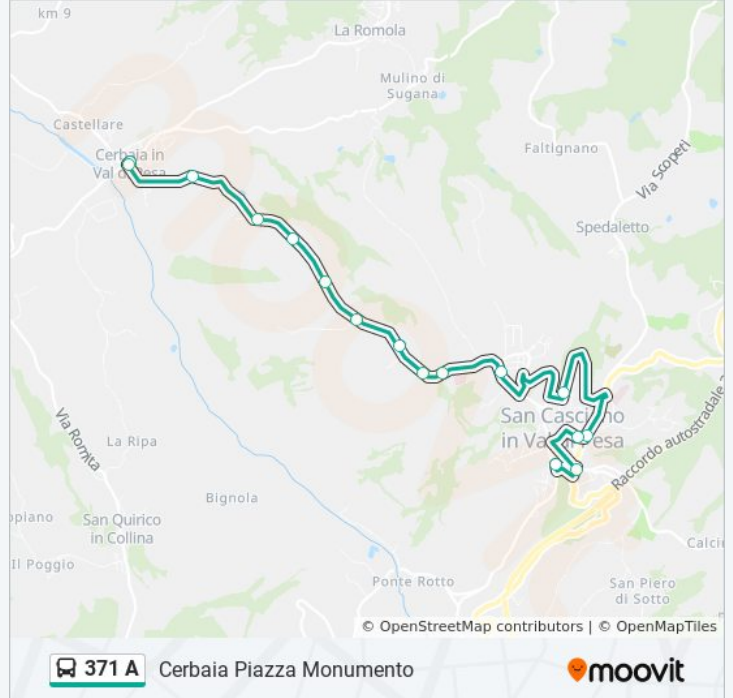 km 9
La Romola
Mulino di
Sugana
Castellare
Cerbaia in
Val di Pesa
Faltignano
Via Scopeti
Spedaletto
San Casciano
in Val di Pesa
Via Romita
La Ripa
Raccordo autostradale
Bignola
opiano
San Quirico
in Collina
Calci
Il Poggio
Ponte Rotto
San Piero
di Sotto
© OpenStreetMap contributors | © OpenMapTiles
371 A Cerbaia Piazza Monumento
moovit